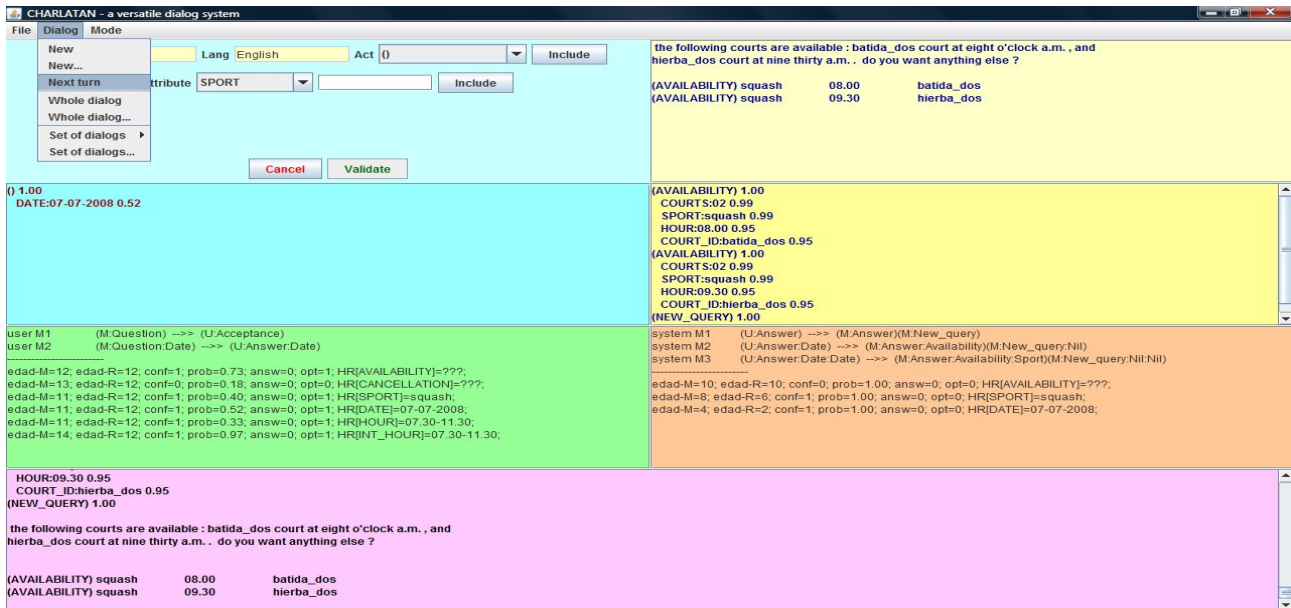 CHARLATAN - a versatile dialog system
File Dialog Mode
New
New...
Next turn
Whole dialog
Whole dialog...
Set of dialogs
Set of dialogs...
Lang English Act () Include
ttribute SPORT Include
Cancel Validate
the following courts are available : batida_dos court at eight o'clock a.m. , and
hierba_dos court at nine thirty a.m. . do you want anything else ?
(AVAILABILITY) squash 08.00 batida_dos
(AVAILABILITY) squash 09.30 hierba_dos
() 1.00
DATE:07-07-2008 0.52
(AVAILABILITY) 1.00
COURTS:02 0.99
SPORT:squash 0.99
HOUR:08.00 0.95
COURT_ID:batida_dos 0.95
(AVAILABILITY) 1.00
COURTS:02 0.99
SPORT:squash 0.99
HOUR:09.30 0.95
COURT_ID:hierba_dos 0.95
(NEW_QUERY) 1.00
user M1 (M:Question) -->> (U:Acceptance)
user M2 (M:Question:Date) -->> (U:Answer:Date)
------------------------
edad-M=12; edad-R=12; conf=1; prob=0.73; answ=0; opt=1; HR[AVAILABILITY]=???;
edad-M=13; edad-R=12; conf=0; prob=0.18; answ=0; opt=0; HR[CANCELLATION]=???;
edad-M=11; edad-R=12; conf=1; prob=0.40; answ=0; opt=1; HR[SPORT]=squash;
edad-M=11; edad-R=12; conf=1; prob=0.52; answ=0; opt=1; HR[DATE]=07-07-2008;
edad-M=11; edad-R=12; conf=1; prob=0.33; answ=0; opt=1; HR[HOUR]=07.30-11.30;
edad-M=14; edad-R=12; conf=1; prob=0.97; answ=0; opt=1; HR[INT_HOUR]=07.30-11.30;
system M1 (U:Answer) -->> (M:Answer)(M:New_query)
system M2 (U:Answer:Date) -->> (M:Answer:Availability)(M:New_query:Nil)
system M3 (U:Answer:Date:Date) -->> (M:Answer:Availability:Sport)(M:New_query:Nil:Nil)
------------------------
edad-M=10; edad-R=10; conf=0; prob=1.00; answ=0; opt=0; HR[AVAILABILITY]=???;
edad-M=8; edad-R=6; conf=1; prob=1.00; answ=0; opt=0; HR[SPORT]=squash;
edad-M=4; edad-R=2; conf=1; prob=1.00; answ=0; opt=0; HR[DATE]=07-07-2008;
HOUR:09.30 0.95
COURT_ID:hierba_dos 0.95
(NEW_QUERY) 1.00
the following courts are available : batida_dos court at eight o'clock a.m. , and
hierba_dos court at nine thirty a.m. . do you want anything else ?
(AVAILABILITY) squash 08.00 batida_dos
(AVAILABILITY) squash 09.30 hierba_dos